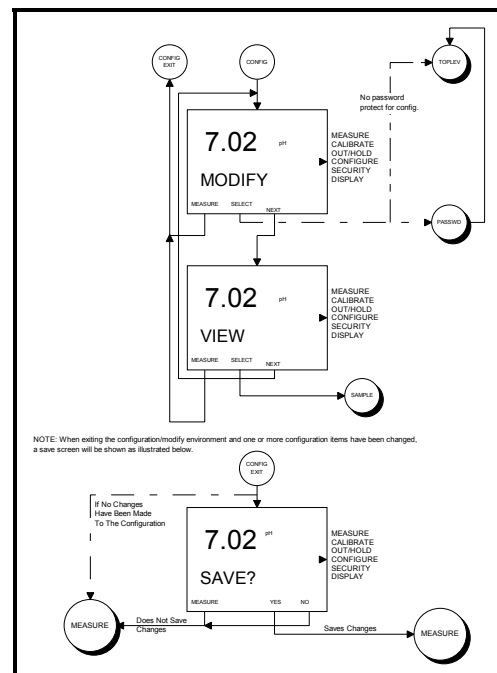 CONFIG
EXIT
CONFIG
TOPLEV
No password
protect for config.
7.02 pH
MODIFY
MEASURE SELECT NEXT
MEASURE
CALIBRATE
OUT/HOLD
CONFIGURE
SECURITY
DISPLAY
PASSWD
7.02 pH
VIEW
MEASURE SELECT NEXT
MEASURE
CALIBRATE
OUT/HOLD
CONFIGURE
SECURITY
DISPLAY
SAMPLE
NOTE: When exiting the configuration/modify environment and one or more configuration items have been changed,
a save screen will be shown as illustrated below.
CONFIG
EXIT
If No Changes
Have Been Made
To The Configuration
7.02 pH
SAVE?
MEASURE YES NO
MEASURE
CALIBRATE
OUT/HOLD
CONFIGURE
SECURITY
DISPLAY
MEASURE
Does Not Save
Changes
Saves Changes
MEASURE